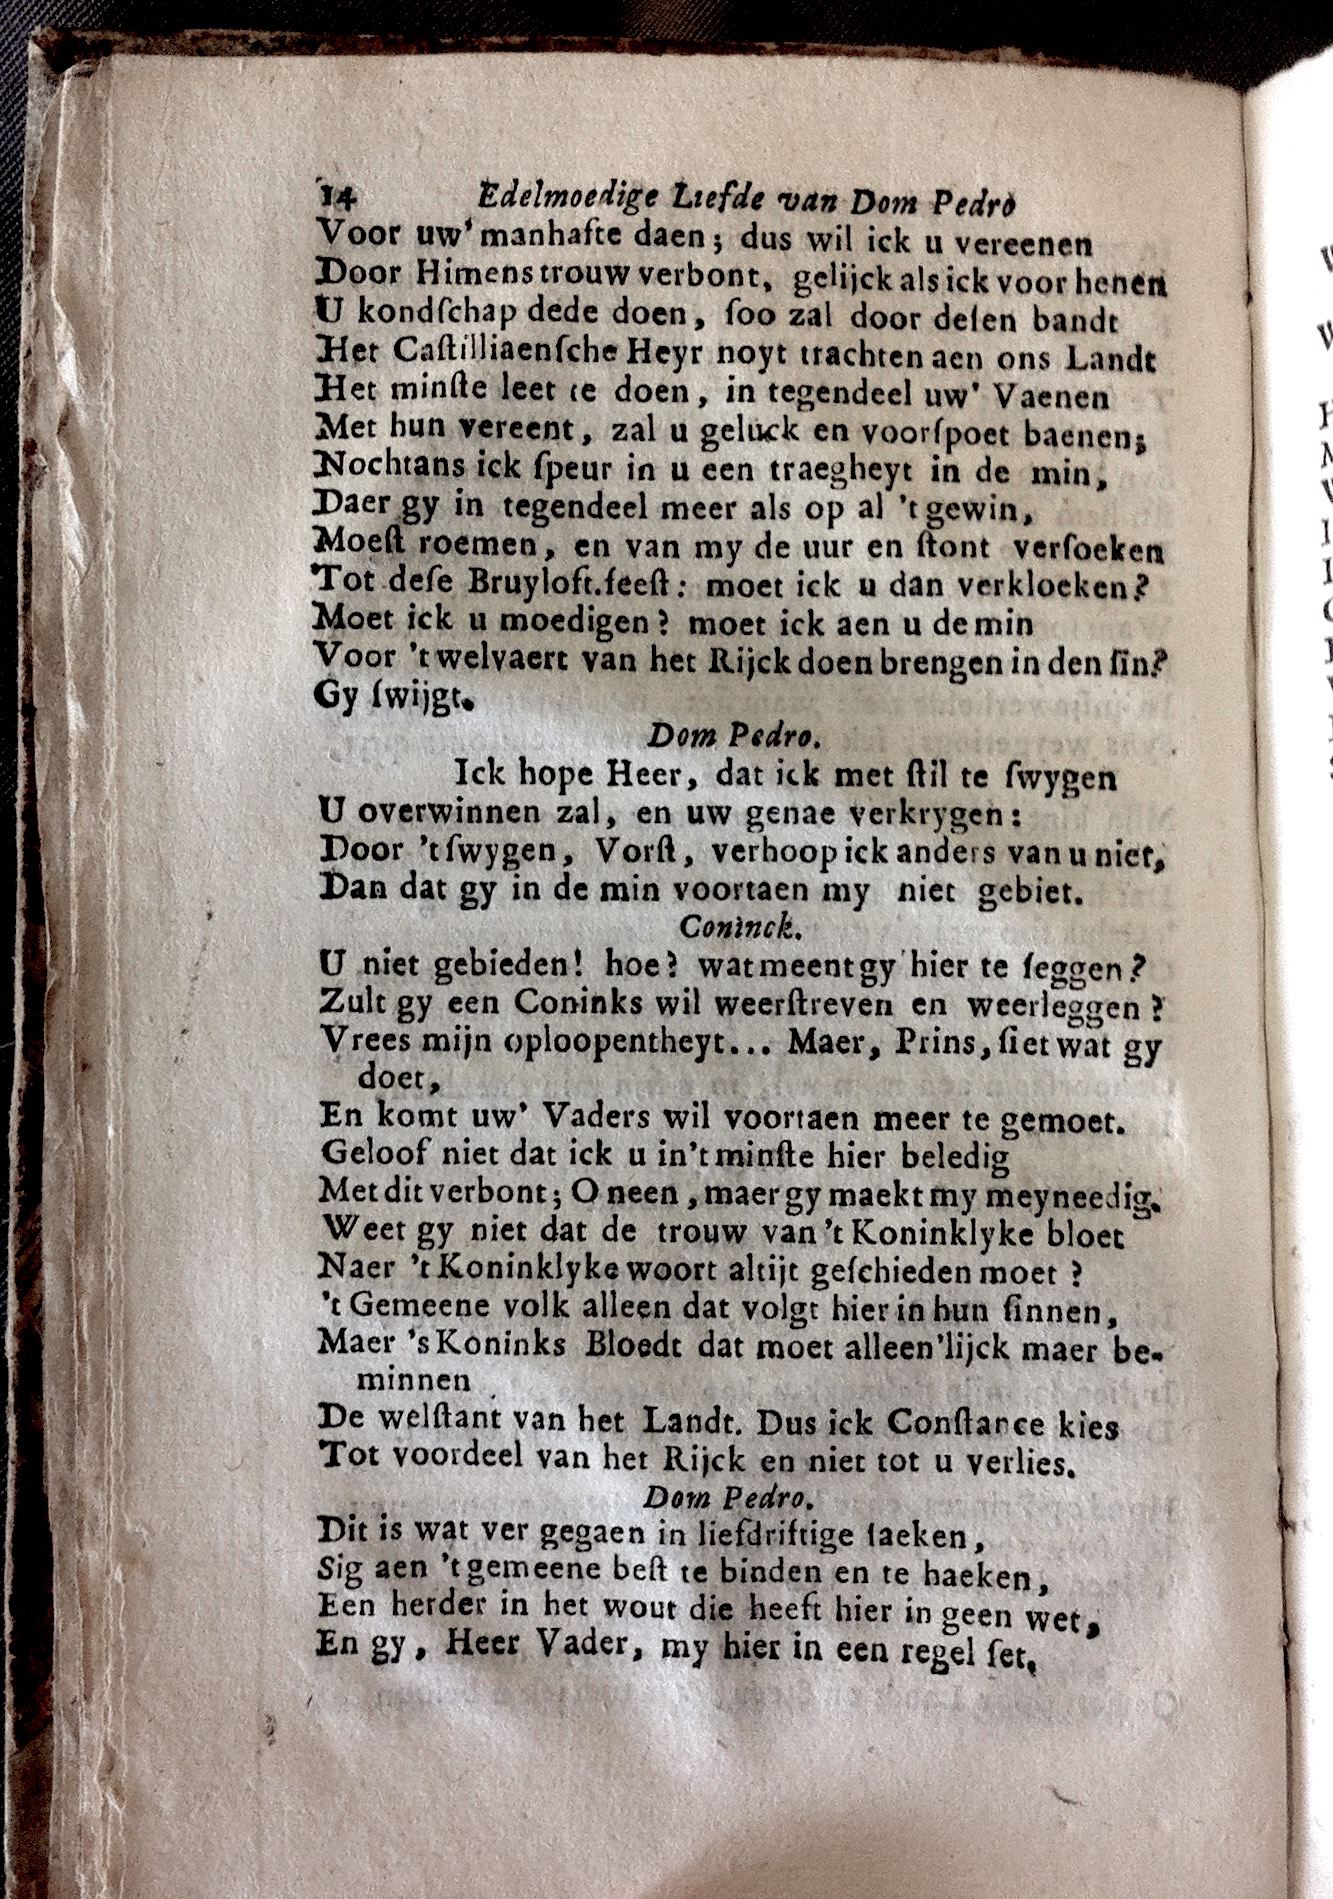 14 Edelmoedige Liefde van Dom Pedro
Voor uw' manhafte daen; dus wil ick u vereenen
Door Himens trouw verbont, gelijck als ick voor henen
U kondſchap dede doen, ſoo zal door deſen bandt
Het Caſtilliaenſche Heyr noyt trachten aen ons Landt
Het minſte leet te doen, in tegendeel uw' Vaenen
Met hun vereent, zal u geluck en voorſpoet baenen;
Nochtans ick ſpeur in u een traegheyt in de min,
Daer gy in tegendeel meer als op al 't gewin,
Moeſt roemen, en van my de uur en ſtont verſoeken
Tot deſe Bruyloft.feeſt: moet ick u dan verkloeken?
Moet ick u moedigen? moet ick aen u de min
Voor 't welvaert van het Rijck doen brengen in den ſin?
Gy ſwijgt.
Dom Pedro.
Ick hope Heer, dat ick met ſtil te ſwygen
U overwinnen zal, en uw genae verkrygen:
Door 't ſwygen, Vorſt, verhoop ick anders van u niet,
Dan dat gy in de min voortaen my niet gebiet.
Coninck.
U niet gebieden! hoe? wat meent gy hier te ſeggen?
Zult gy een Coninks wil weerſtreven en weerleggen?
Vrees mijn oploopentheyt... Maer, Prins, ſiet wat gy
doet,
En komt uw' Vaders wil voortaen meer te gemoet.
Geloof niet dat ick u in't minſte hier beledig
Met dit verbont; O neen, maer gy maekt my meyneedig.
Weet gy niet dat de trouw van 't Koninklyke bloet
Naer 't Koninklyke woort altijt geſchieden moet?
't Gemeene volk alleen dat volgt hier in hun ſinnen,
Maer 's Koninks Bloedt dat moet alleen'lijck maer be-
minnen
De welſtant van het Landt. Dus ick Conſtance kies
Tot voordeel van het Rijck en niet tot u verlies.
Dom Pedro.
Dit is wat ver gegaen in liefdriftige ſaeken,
Sig aen 't gemeene beſt te binden en te haeken,
Een herder in het wout die heeft hier in geen wet,
En gy, Heer Vader, my hier in een regel ſet,